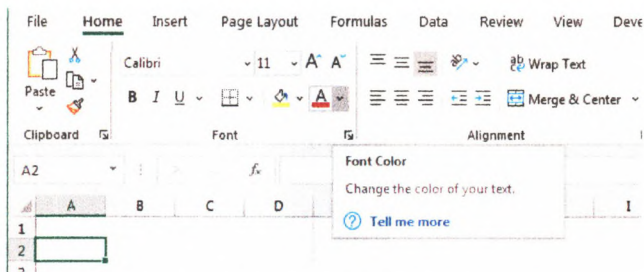 File Home Insert Page Layout Formulas Data Review View Deve
Calibri 11 A A ab Wrap Text
Paste B I U A Merge & Center
Clipboard Font Alignment
A2 fx
Font Color
Change the color of your text.
Tell me more
A B C D I
1
2